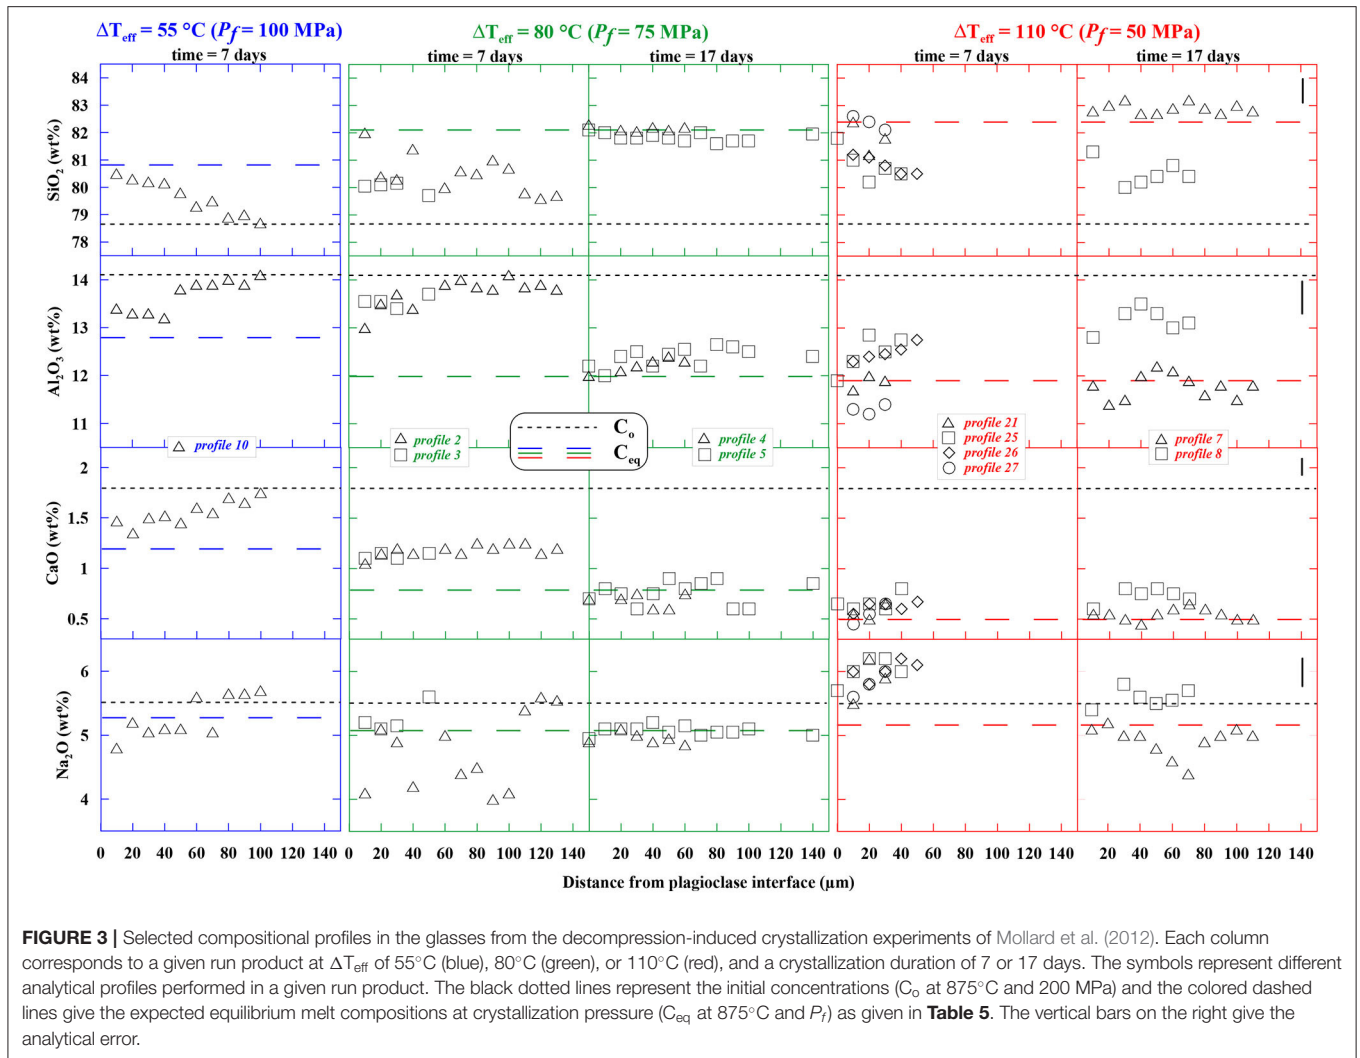 ΔTeff = 55 °C (Pf = 100 MPa)
time = 7 days
ΔTeff = 80 °C (Pf = 75 MPa)
time = 7 days
time = 17 days
ΔTeff = 110 °C (Pf = 50 MPa)
time = 7 days
time = 17 days
SiO2 (wt%)
84
83
82
81
80
79
78
Al2O3 (wt%)
14
13
12
11
profile 10
profile 2
profile 3
Co
Ceq
profile 4
profile 5
profile 21
profile 25
profile 26
profile 27
profile 7
profile 8
CaO (wt%)
2
1.5
1
0.5
Na2O (wt%)
6
5
4
0 20 40 60 80 100 120 140
0 20 40 60 80 100 120 140
20 40 60 80 100 120 140
0 20 40 60 80 100 120 140
20 40 60 80 100 120 140
Distance from plagioclase interface (µm)
FIGURE 3 | Selected compositional profiles in the glasses from the decompression-induced crystallization experiments of Mollard et al. (2012). Each column
corresponds to a given run product at ΔTeff of 55°C (blue), 80°C (green), or 110°C (red), and a crystallization duration of 7 or 17 days. The symbols represent different
analytical profiles performed in a given run product. The black dotted lines represent the initial concentrations (Co at 875°C and 200 MPa) and the colored dashed
lines give the expected equilibrium melt compositions at crystallization pressure (Ceq at 875°C and Pf) as given in Table 5. The vertical bars on the right give the
analytical error.